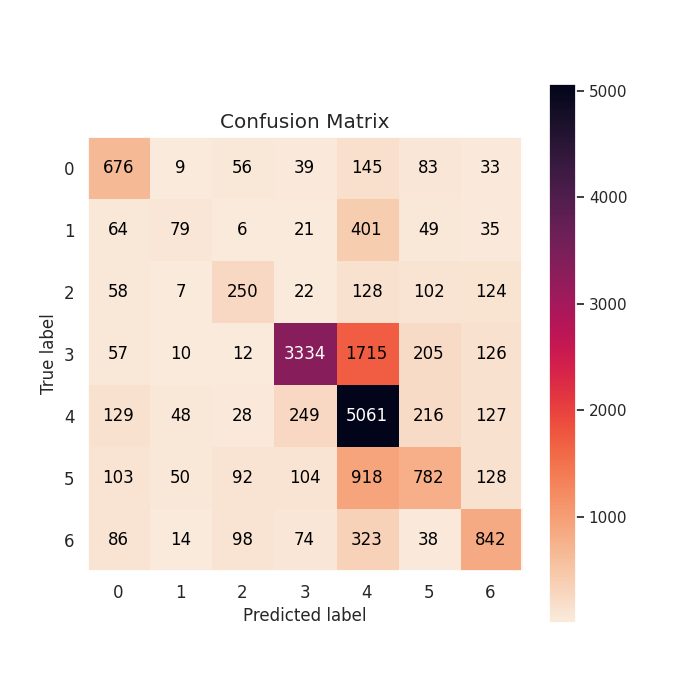 Confusion Matrix
0 676 9 56 39 145 83 33
1 64 79 6 21 401 49 35
2 58 7 250 22 128 102 124
3 57 10 12 3334 1715 205 126
4 129 48 28 249 5061 216 127
5 103 50 92 104 918 782 128
6 86 14 98 74 323 38 842
0 1 2 3 4 5 6
Predicted label
True label
5000
4000
3000
2000
1000